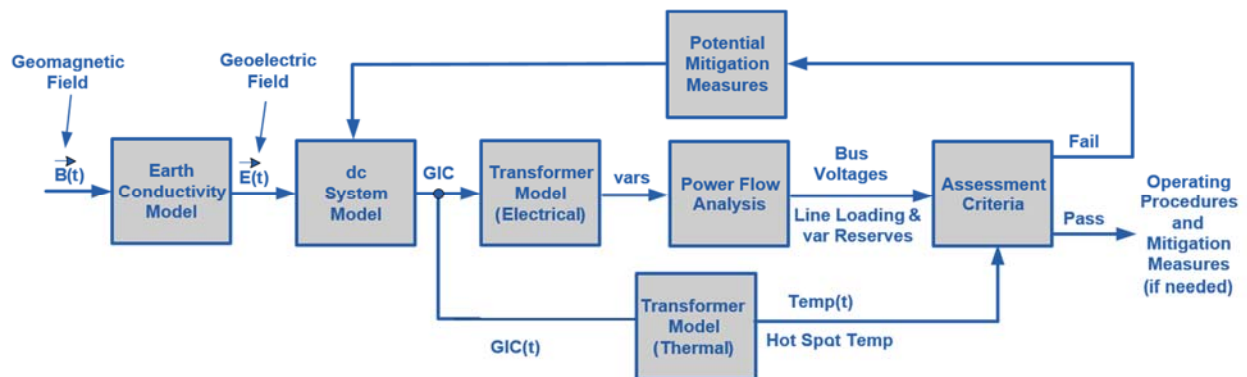 Potential
Mitigation
Measures
Geomagnetic
Field
Geoelectric
Field
B(t)
Earth
Conductivity
Model
E(t)
dc
System
Model
GIC
Transformer
Model
(Electrical)
vars
Power Flow
Analysis
Bus
Voltages
Line Loading &
var Reserves
Assessment
Criteria
Fail
Pass
Operating
Procedures
and
Mitigation
Measures
(if needed)
GIC(t)
Transformer
Model
(Thermal)
Temp(t)
Hot Spot Temp